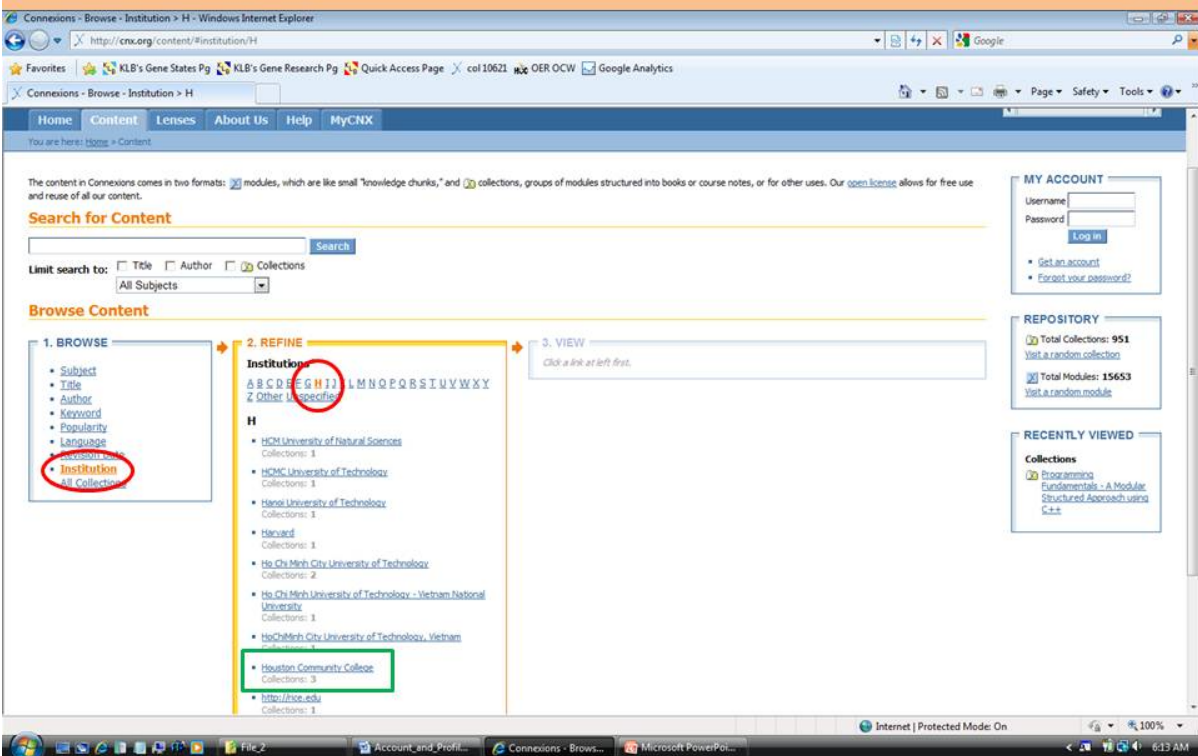 Connexions - Browse - Institution > H - Windows Internet Explorer
http://cnx.org/content/#institution/H
Google
Favorites KLB's Gene States Pg KLB's Gene Research Pg Quick Access Page col10621 OER OCW Google Analytics
Connexions - Browse - Institution > H
Page Safety Tools
Home Content Lenses About Us Help MyCNX
You are here: Home » Content
The content in Connexions comes in two formats: modules, which are like small "knowledge chunks," and collections, groups of modules structured into books or course notes, or for other uses. Our open license allows for free use
and reuse of all our content.
Search for Content
Search
Limit search to: Title Author Collections
All Subjects
Browse Content
1. BROWSE
Subject
Title
Author
Keyword
Popularity
Language
Revision Date
Institution
All Collections
2. REFINE
Institutions
A B C D E F G H I J K L M N O P Q R S T U V W X Y
Z Other Unspecified
H
HCM University of Natural Sciences
Collections: 1
HCMC University of Technology
Collections: 1
Hanoi University of Technology
Collections: 1
Harvard
Collections: 1
Ho Chi Minh City University of Technology
Collections: 2
Ho Chi Minh University of Technology - Vietnam National
University
Collections: 1
HoChiMinh City University of Technology, Vietnam
Collections: 1
Houston Community College
Collections: 3
http://rice.edu
Collections: 1
3. VIEW
Click a link at left first.
MY ACCOUNT
Username
Password
Log in
Get an account
Forgot your password?
REPOSITORY
Total Collections: 951
Visit a random collection
Total Modules: 15653
Visit a random module
RECENTLY VIEWED
Collections
Programming
Fundamentals - A Modular
Structured Approach using
C++
Internet | Protected Mode: On
100%
File_2
Account_and_Profil...
Connexions - Brows...
Microsoft PowerPoi...
6:13 AM